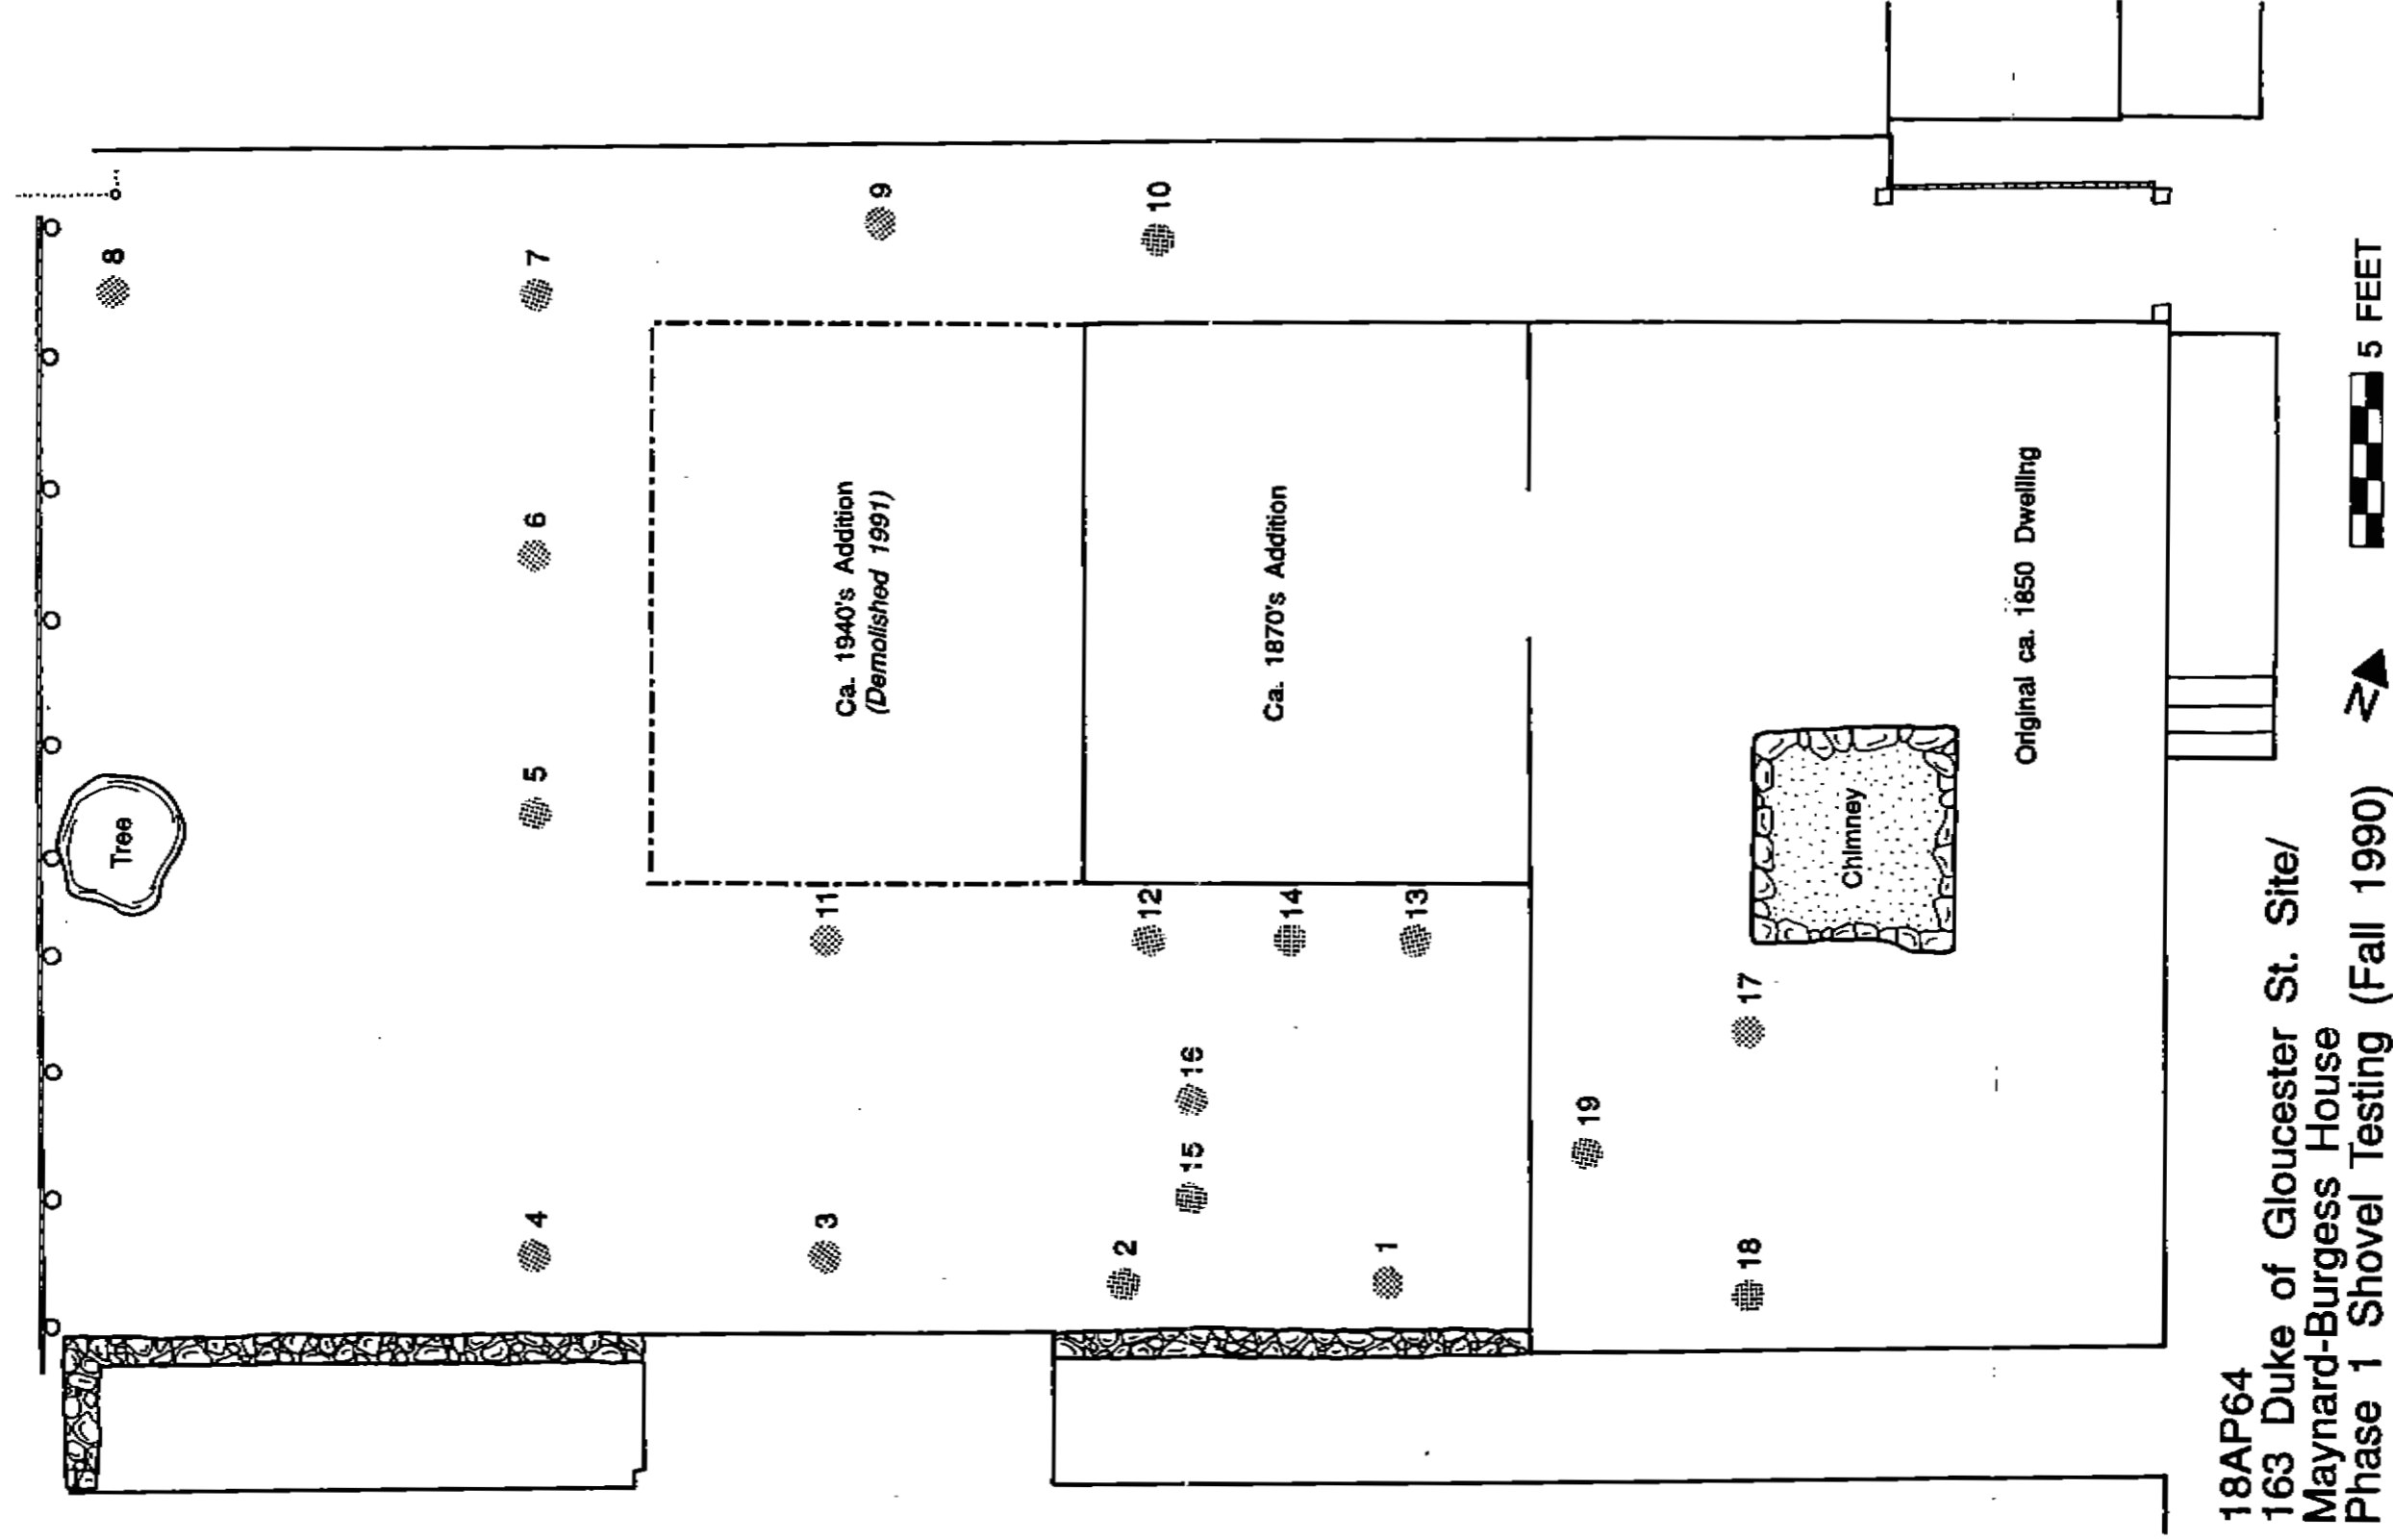 8
7
9
10
6
5
Tree
Ca. 1940's Addition
(Demolished 1991)
Ca. 1870's Addition
Original ca. 1850 Dwelling
Chimney
11
12
14
13
17
16
15
19
4
3
2
1
18
18AP64
163 Duke of Gloucester St. Site/
Maynard-Burgess House
Phase 1 Shovel Testing (Fall 1990)
N
5 FEET